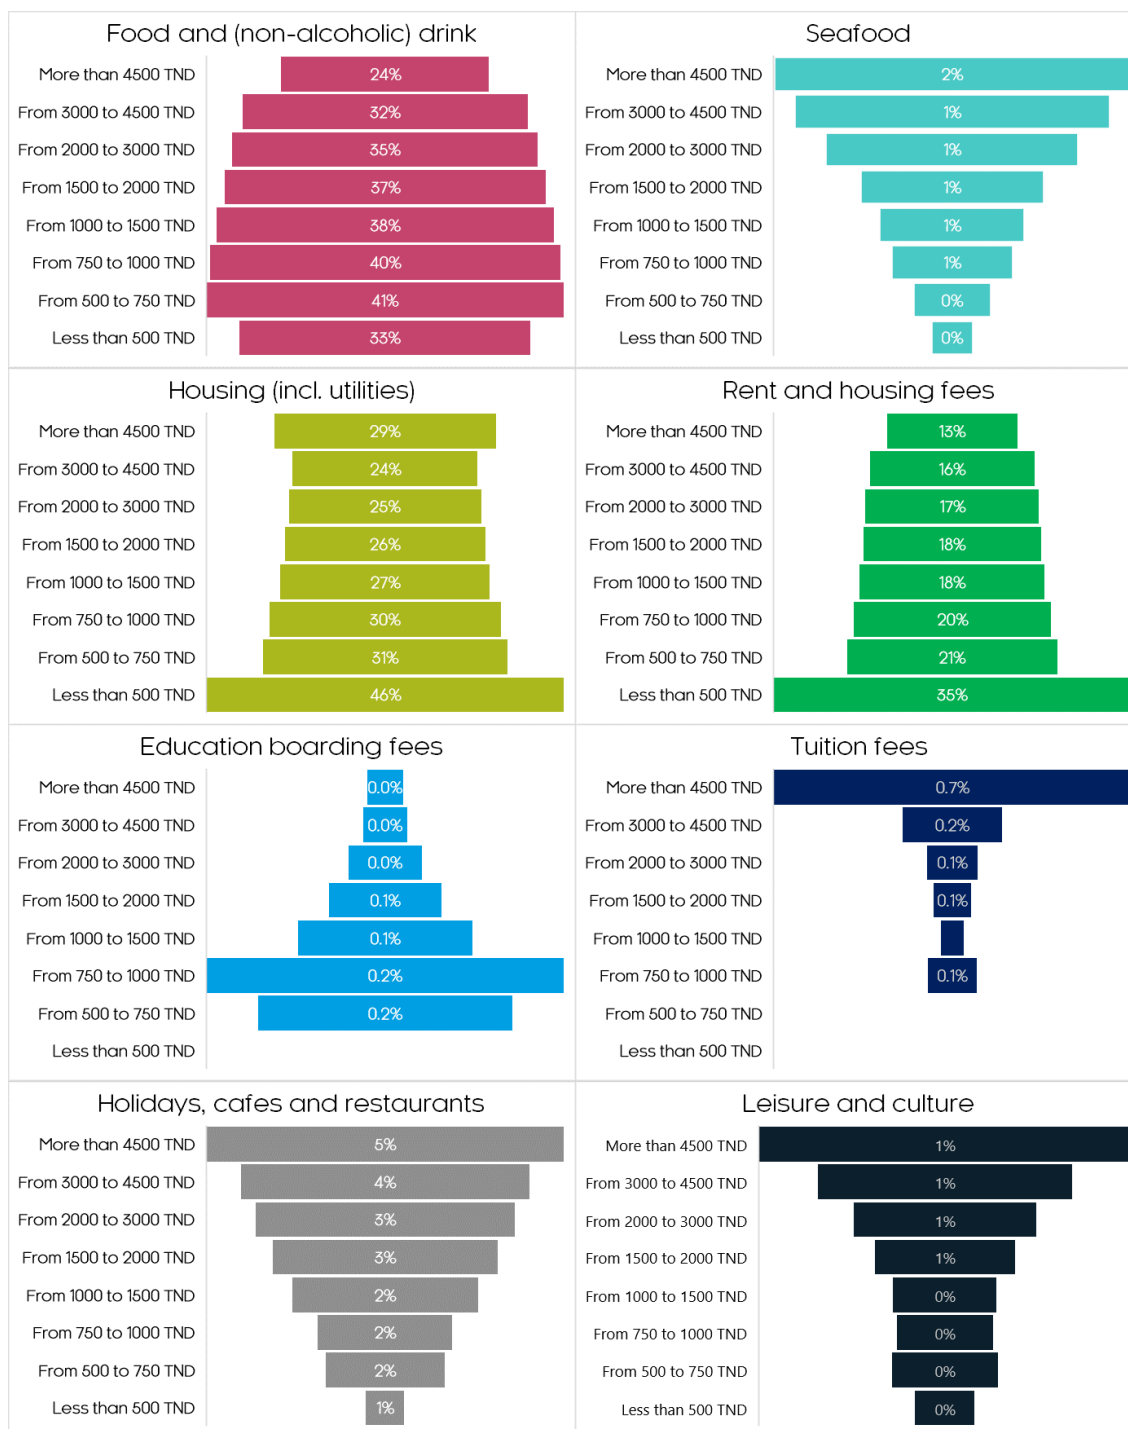 Food and (non-alcoholic) drink
More than 4500 TND 24%
From 3000 to 4500 TND 32%
From 2000 to 3000 TND 35%
From 1500 to 2000 TND 37%
From 1000 to 1500 TND 38%
From 750 to 1000 TND 40%
From 500 to 750 TND 41%
Less than 500 TND 33%
Seafood
More than 4500 TND 2%
From 3000 to 4500 TND 1%
From 2000 to 3000 TND 1%
From 1500 to 2000 TND 1%
From 1000 to 1500 TND 1%
From 750 to 1000 TND 1%
From 500 to 750 TND 0%
Less than 500 TND 0%
Housing (incl. utilities)
More than 4500 TND 29%
From 3000 to 4500 TND 24%
From 2000 to 3000 TND 25%
From 1500 to 2000 TND 26%
From 1000 to 1500 TND 27%
From 750 to 1000 TND 30%
From 500 to 750 TND 31%
Less than 500 TND 46%
Rent and housing fees
More than 4500 TND 13%
From 3000 to 4500 TND 16%
From 2000 to 3000 TND 17%
From 1500 to 2000 TND 18%
From 1000 to 1500 TND 18%
From 750 to 1000 TND 20%
From 500 to 750 TND 21%
Less than 500 TND 35%
Education boarding fees
More than 4500 TND 0.0%
From 3000 to 4500 TND 0.0%
From 2000 to 3000 TND 0.0%
From 1500 to 2000 TND 0.1%
From 1000 to 1500 TND 0.1%
From 750 to 1000 TND 0.2%
From 500 to 750 TND 0.2%
Less than 500 TND
Tuition fees
More than 4500 TND 0.7%
From 3000 to 4500 TND 0.2%
From 2000 to 3000 TND 0.1%
From 1500 to 2000 TND 0.1%
From 1000 to 1500 TND
From 750 to 1000 TND 0.1%
From 500 to 750 TND
Less than 500 TND
Holidays, cafes and restaurants
More than 4500 TND 5%
From 3000 to 4500 TND 4%
From 2000 to 3000 TND 3%
From 1500 to 2000 TND 3%
From 1000 to 1500 TND 2%
From 750 to 1000 TND 2%
From 500 to 750 TND 2%
Less than 500 TND 1%
Leisure and culture
More than 4500 TND 1%
From 3000 to 4500 TND 1%
From 2000 to 3000 TND 1%
From 1500 to 2000 TND 1%
From 1000 to 1500 TND 0%
From 750 to 1000 TND 0%
From 500 to 750 TND 0%
Less than 500 TND 0%